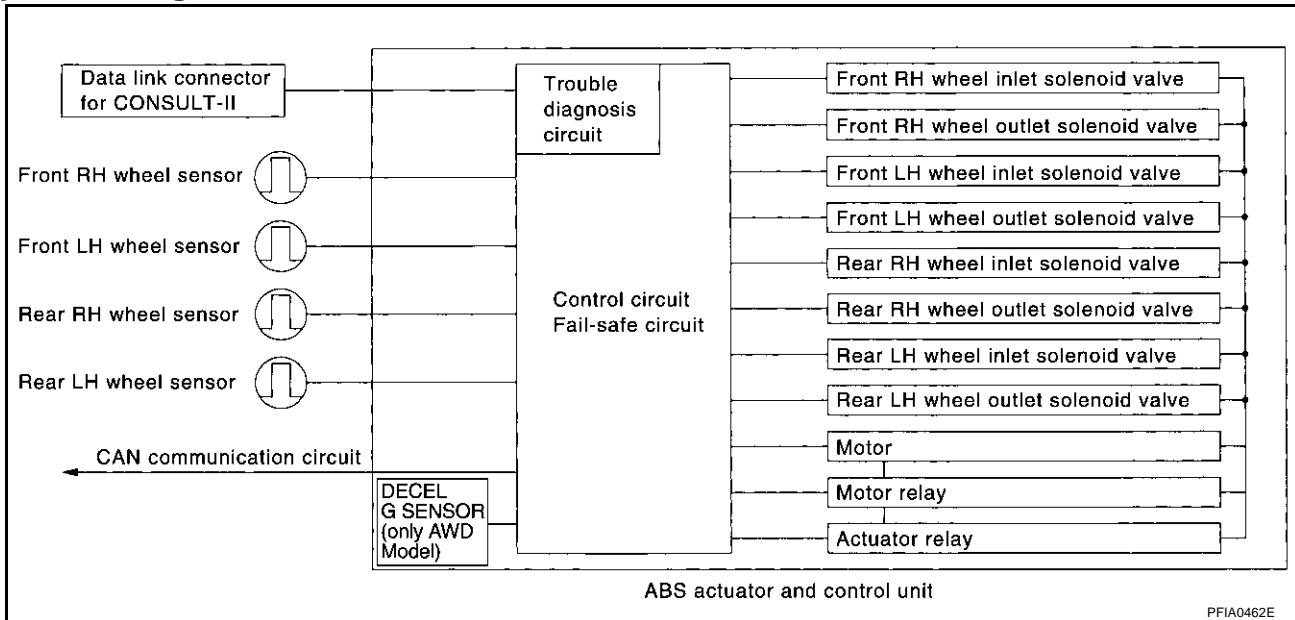 Data link connector
for CONSULT-II
Front RH wheel sensor
Front LH wheel sensor
Rear RH wheel sensor
Rear LH wheel sensor
CAN communication circuit
DECEL
G SENSOR
(only AWD
Model)
Trouble
diagnosis
circuit
Control circuit
Fail-safe circuit
Front RH wheel inlet solenoid valve
Front RH wheel outlet solenoid valve
Front LH wheel inlet solenoid valve
Front LH wheel outlet solenoid valve
Rear RH wheel inlet solenoid valve
Rear RH wheel outlet solenoid valve
Rear LH wheel inlet solenoid valve
Rear LH wheel outlet solenoid valve
Motor
Motor relay
Actuator relay
ABS actuator and control unit
PFIA0462E